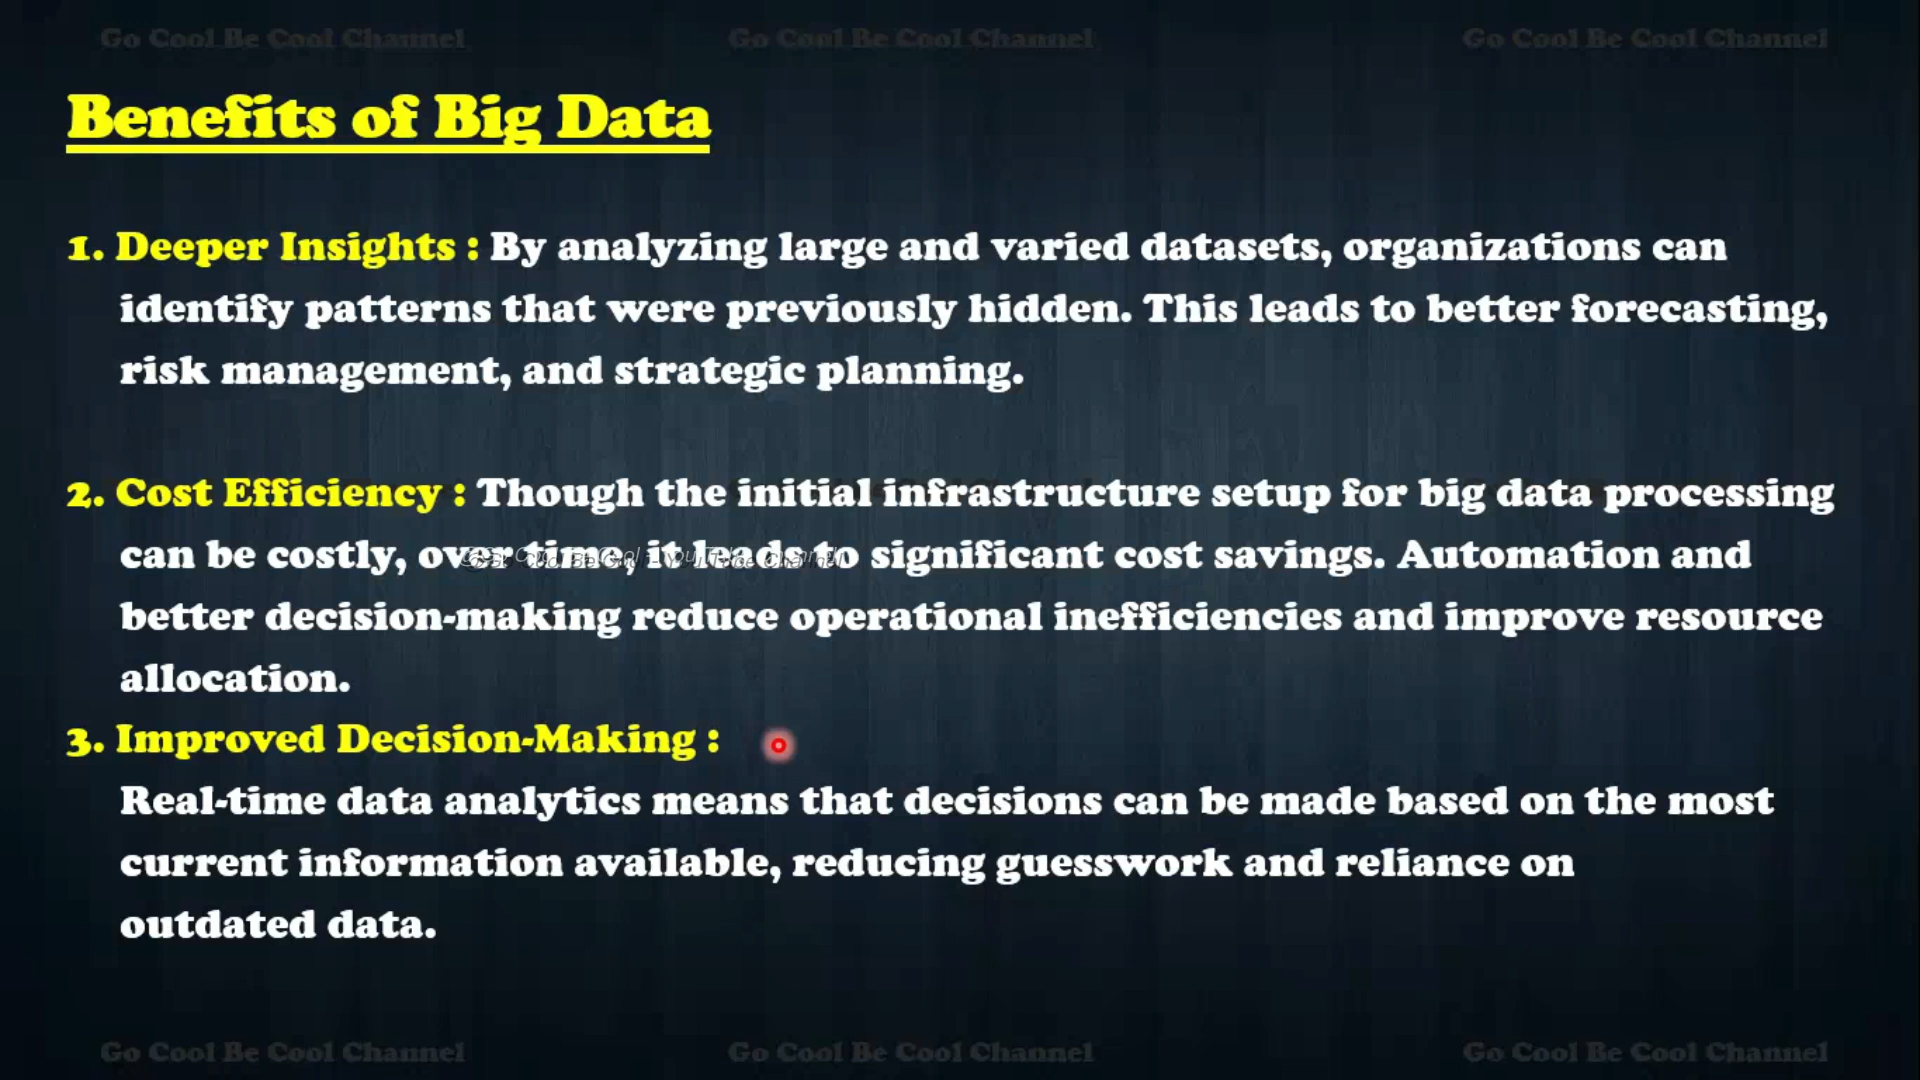 Go Cool Be Cool Channel Go Cool Be Cool Channel Go Cool Be Cool Channel
Benefits of Big Data
1. Deeper Insights : By analyzing large and varied datasets, organizations can
identify patterns that were previously hidden. This leads to better forecasting,
risk management, and strategic planning.
2. Cost Efficiency : Though the initial infrastructure setup for big data processing
can be costly, over time, it leads to significant cost savings. Automation and
better decision-making reduce operational inefficiencies and improve resource
allocation.
3. Improved Decision-Making :
Real-time data analytics means that decisions can be made based on the most
current information available, reducing guesswork and reliance on
outdated data.
Go Cool Be Cool Channel Go Cool Be Cool Channel Go Cool Be Cool Channel